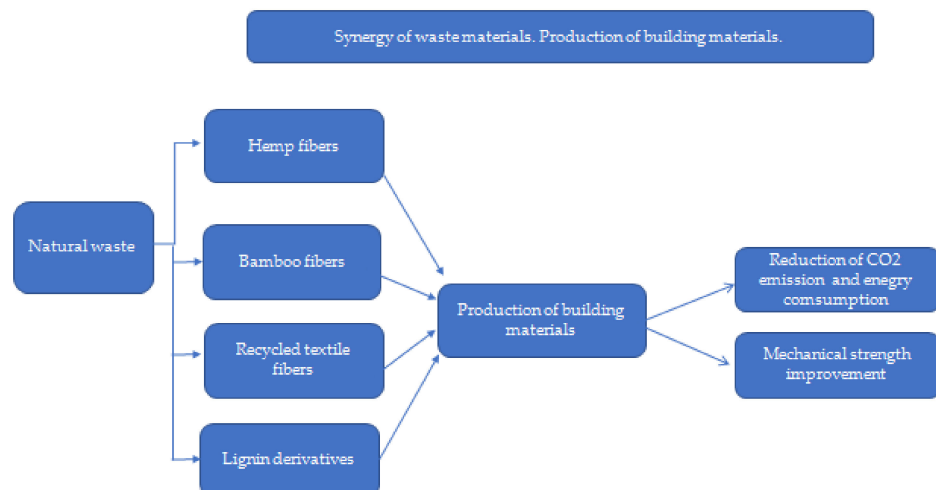 Synergy of waste materials. Production of building materials.
Hemp fibers
Natural waste
Bamboo fibers
Recycled textile
fibers
Lignin derivatives
Production of building
materials
Reduction of CO2
emission and enegry
comsumption
Mechanical strength
improvement